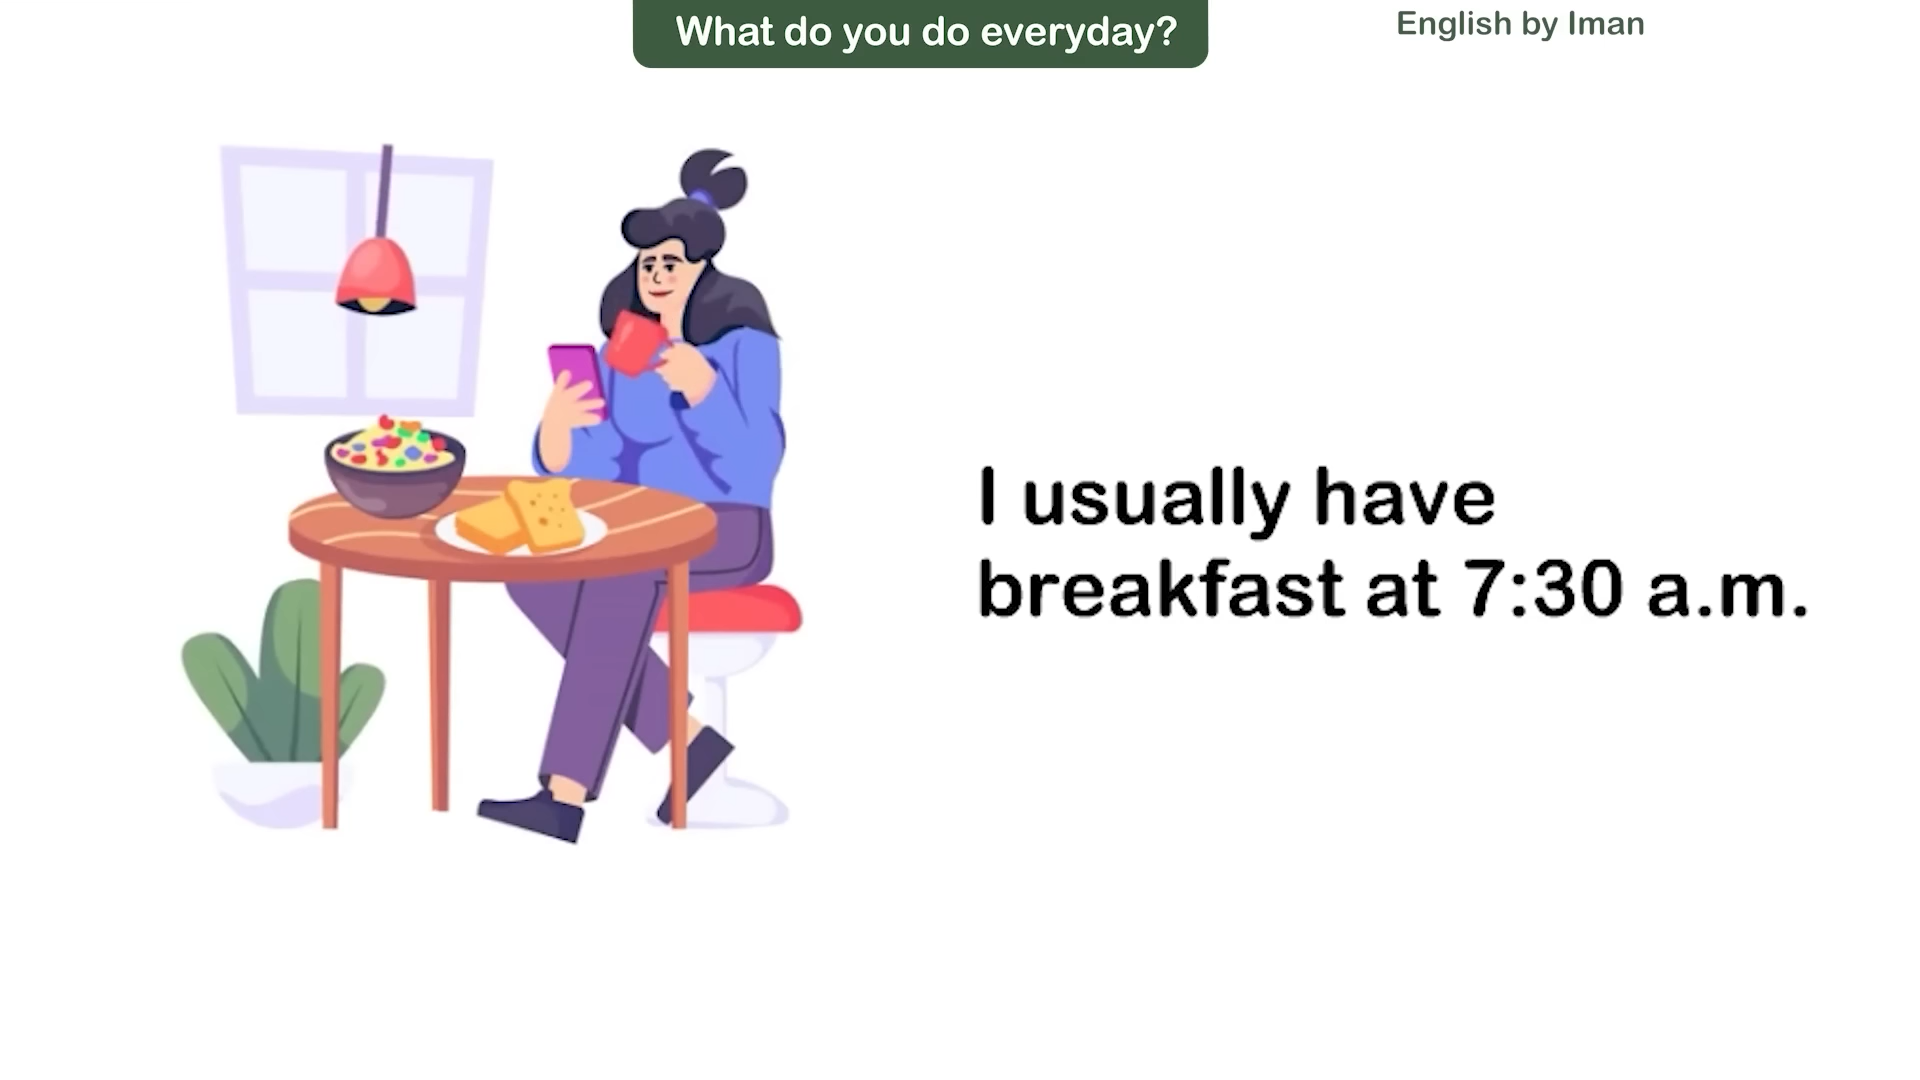 What do you do everyday?
English by Iman
I usually have
breakfast at 7:30 a.m.